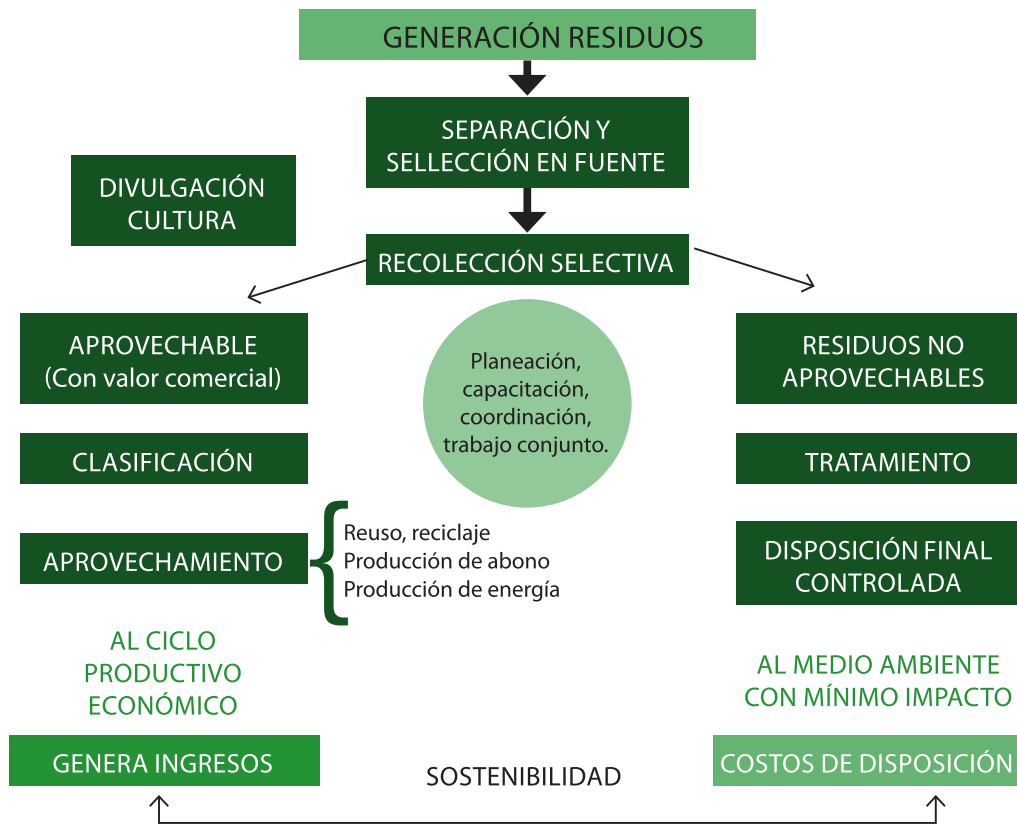 GENERACIÓN RESIDUOS
SEPARACIÓN Y
SELLECCIÓN EN FUENTE
DIVULGACIÓN
CULTURA
RECOLECCIÓN SELECTIVA
APROVECHABLE
(Con valor comercial)
Planeación,
capacitación,
coordinación,
trabajo conjunto.
RESIDUOS NO
APROVECHABLES
CLASIFICACIÓN
TRATAMIENTO
APROVECHAMIENTO
Reuso, reciclaje
Producción de abono
Producción de energía
DISPOSICIÓN FINAL
CONTROLADA
AL CICLO
PRODUCTIVO
ECONÓMICO
AL MEDIO AMBIENTE
CON MÍNIMO IMPACTO
GENERA INGRESOS
SOSTENIBILIDAD
COSTOS DE DISPOSICIÓN